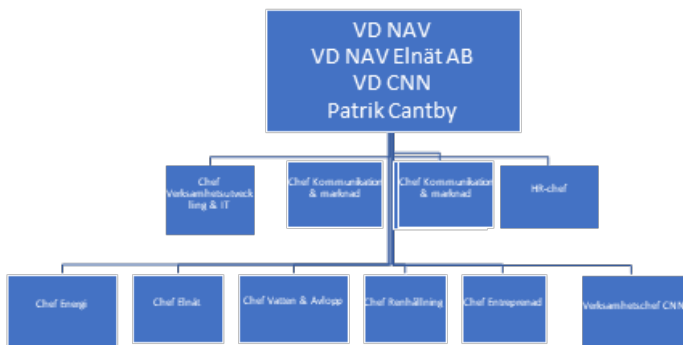 VD NAV
VD NAV Elnät AB
VD CNN
Patrik Cantby
Chef
Verksamhetsutveck
ling & IT
Chef Kommunikation
& marknad
Chef Kommunikation
& marknad
HR-chef
Chef Energi
Chef Elnät
Chef Vatten & Avlopp
Chef Renhållning
Chef Entreprenad
Verksamhetschef CNN